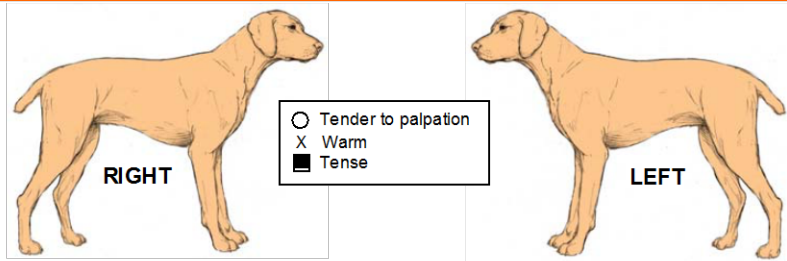 Tender to palpation
X Warm
Tense
RIGHT
LEFT